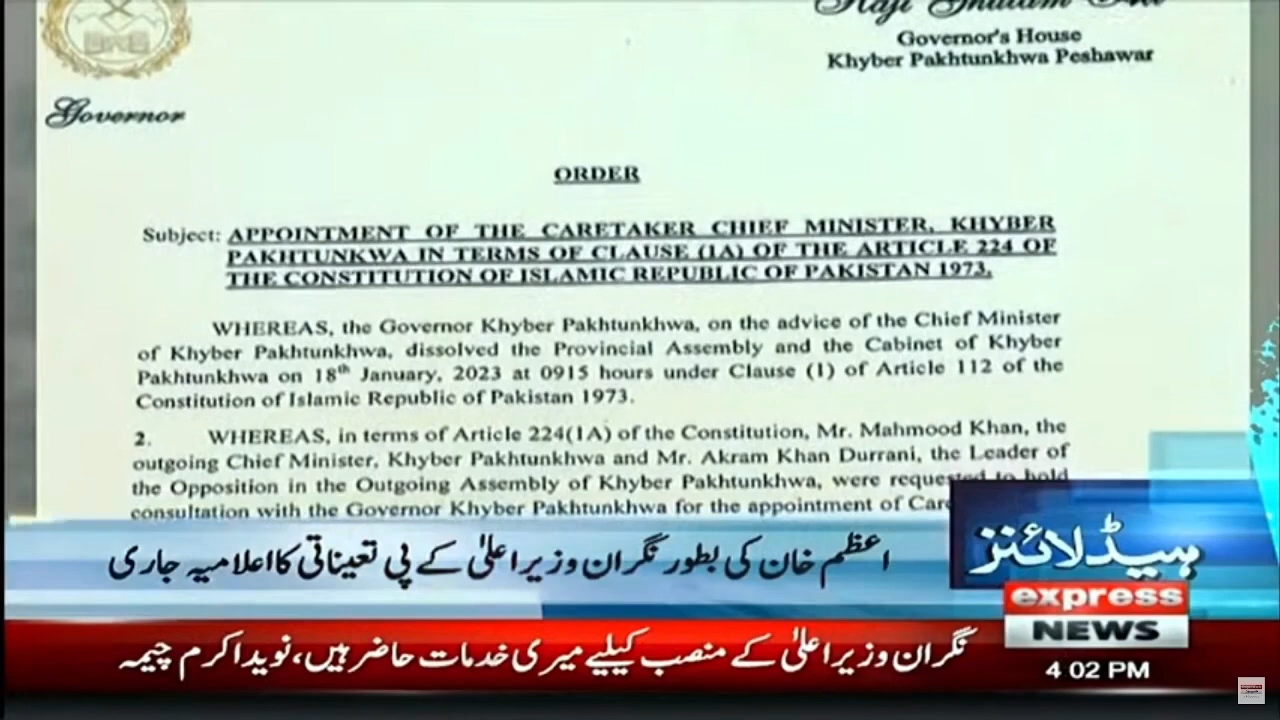 Haji Ghulam Ali
Governor's House
Khyber Pakhtunkhwa Peshawar
Governor
ORDER
Subject: APPOINTMENT OF THE CARETAKER CHIEF MINISTER, KHYBER
PAKHTUNKWA IN TERMS OF CLAUSE (1A) OF THE ARTICLE 224 OF
THE CONSTITUTION OF ISLAMIC REPUBLIC OF PAKISTAN 1973.
WHEREAS, the Governor Khyber Pakhtunkhwa, on the advice of the Chief Minister
of Khyber Pakhtunkhwa, dissolved the Provincial Assembly and the Cabinet of Khyber
Pakhtunkhwa on 18th January, 2023 at 0915 hours under Clause (1) of Article 112 of the
Constitution of Islamic Republic of Pakistan 1973.
2. WHEREAS, in terms of Article 224(1A) of the Constitution, Mr. Mahmood Khan, the
outgoing Chief Minister, Khyber Pakhtunkhwa and Mr. Akram Khan Durrani, the Leader of
the Opposition in the Outgoing Assembly of Khyber Pakhtunkhwa, were requested to hold
consultation with the Governor Khyber Pakhtunkhwa for the appointment of
اعظم خان کی بطور نگران وزیراعلیٰ کے پی تعیناتی کا اعلامیہ جاری
ہیڈلائنز
express
NEWS
نگران وزیراعلیٰ کے منصب کیلیے میری خدمات حاضر ہیں، نوید اکرم چیمہ
4:02 PM